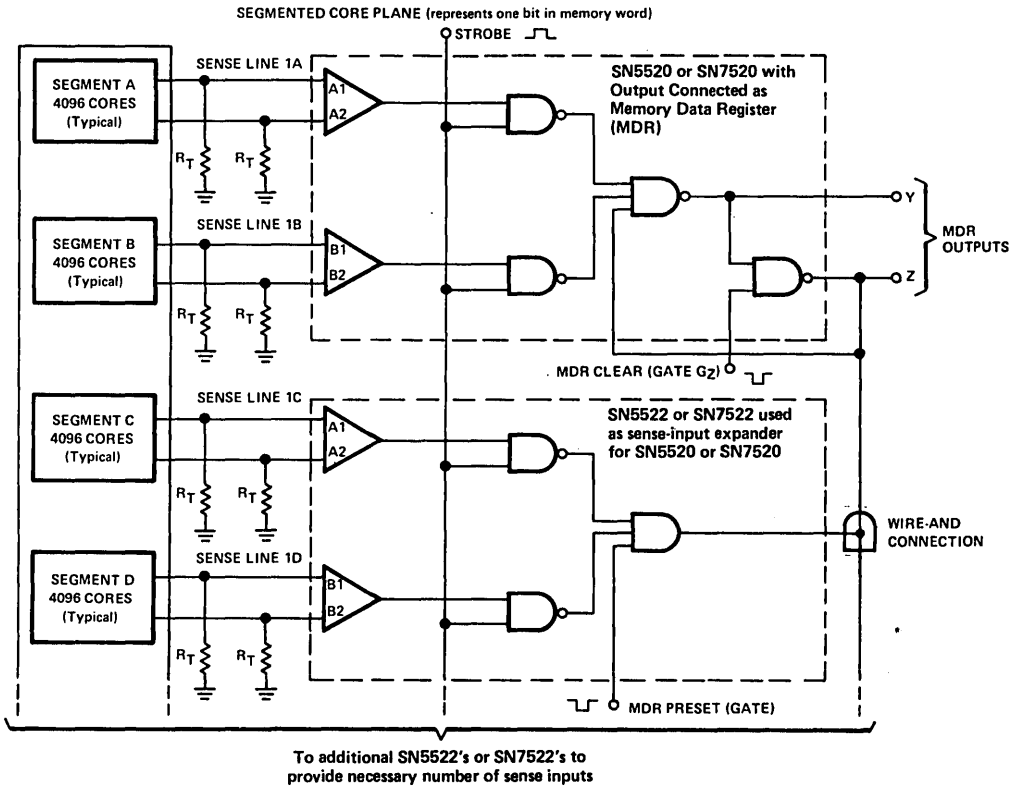 SEGMENTED CORE PLANE (represents one bit in memory word)
STROBE
SEGMENT A
4096 CORES
(Typical)
SENSE LINE 1A
A1
A2
RT
RT
SN5520 or SN7520 with
Output Connected as
Memory Data Register
(MDR)
SEGMENT B
4096 CORES
(Typical)
SENSE LINE 1B
B1
B2
RT
RT
Y
Z
MDR
OUTPUTS
MDR CLEAR (GATE GZ)
SEGMENT C
4096 CORES
(Typical)
SENSE LINE 1C
A1
A2
RT
RT
SN5522 or SN7522 used
as sense-input expander
for SN5520 or SN7520
WIRE-AND
CONNECTION
SEGMENT D
4096 CORES
(Typical)
SENSE LINE 1D
B1
B2
RT
RT
MDR PRESET (GATE)
To additional SN5522's or SN7522's to
provide necessary number of sense inputs